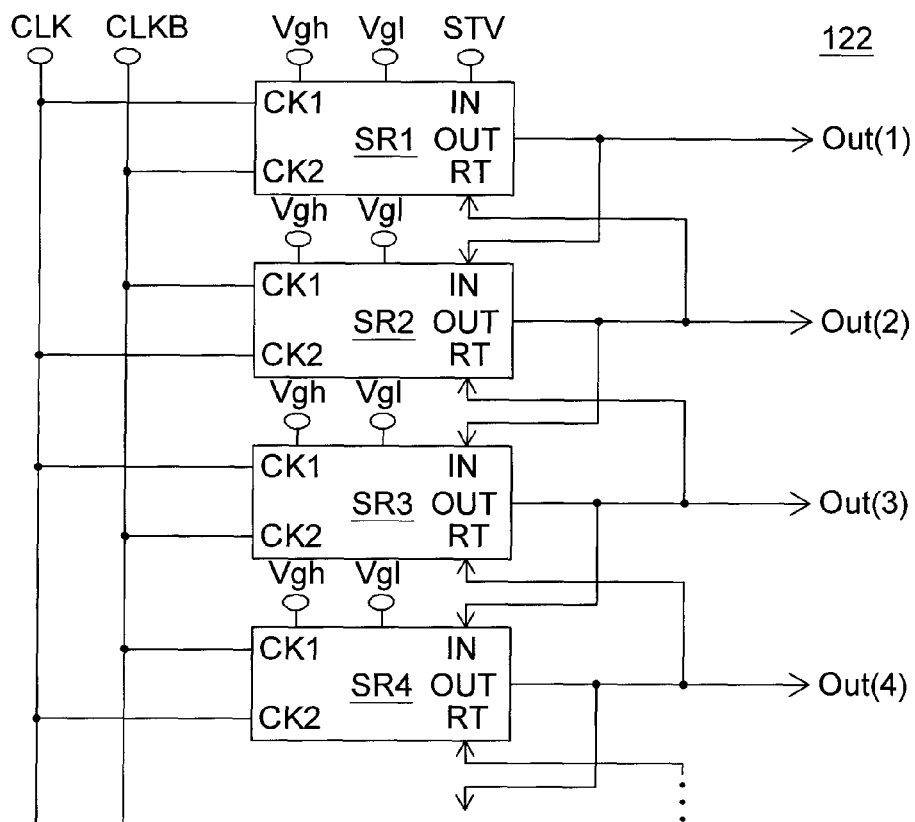 CLK CLKB Vgh Vgl STV 122
CK1 IN
SR1 OUT Out(1)
CK2 RT
Vgh Vgl
CK1 IN
SR2 OUT Out(2)
CK2 RT
Vgh Vgl
CK1 IN
SR3 OUT Out(3)
CK2 RT
Vgh Vgl
CK1 IN
SR4 OUT Out(4)
CK2 RT